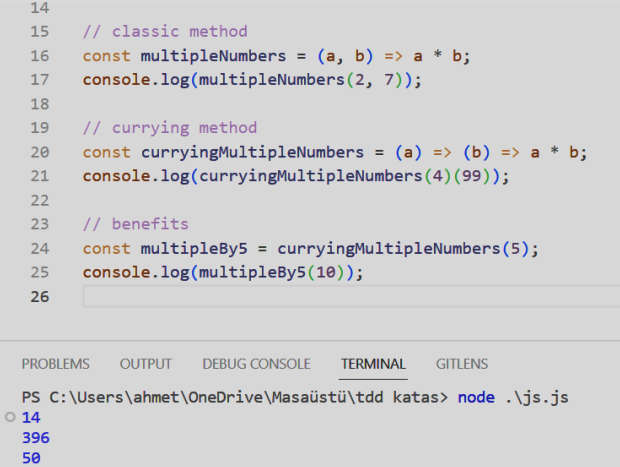 14
15 // classic method
16 const multipleNumbers = (a, b) => a * b;
17 console.log(multipleNumbers(2, 7));
18
19 // currying method
20 const curryingMultipleNumbers = (a) => (b) => a * b;
21 console.log(curryingMultipleNumbers(4)(99));
22
23 // benefits
24 const multipleBy5 = curryingMultipleNumbers(5);
25 console.log(multipleBy5(10));
26
PROBLEMS OUTPUT DEBUG CONSOLE TERMINAL GITLENS
PS C:\Users\ahmet\OneDrive\Masaüstü\tdd katas> node .\js.js
14
396
50